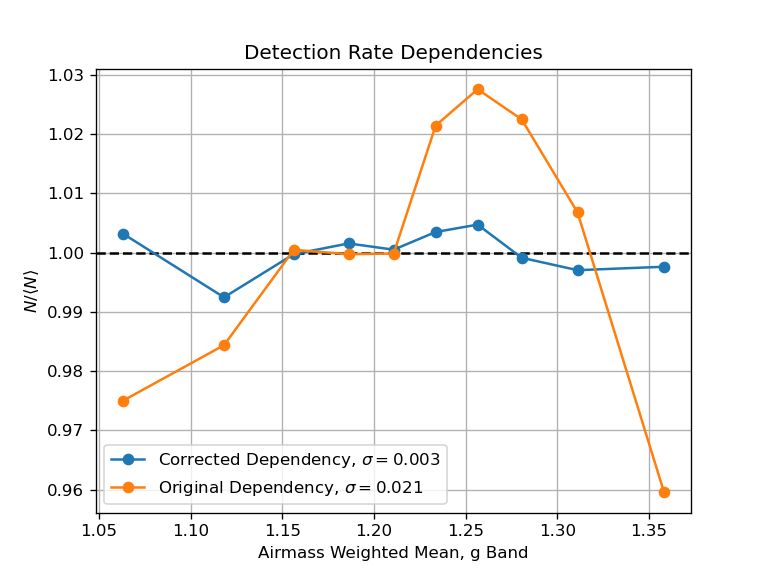 Detection Rate Dependencies
N/⟨N⟩
1.03
1.02
1.01
1.00
0.99
0.98
0.97
0.96
Corrected Dependency, σ = 0.003
Original Dependency, σ = 0.021
1.05 1.10 1.15 1.20 1.25 1.30 1.35
Airmass Weighted Mean, g Band